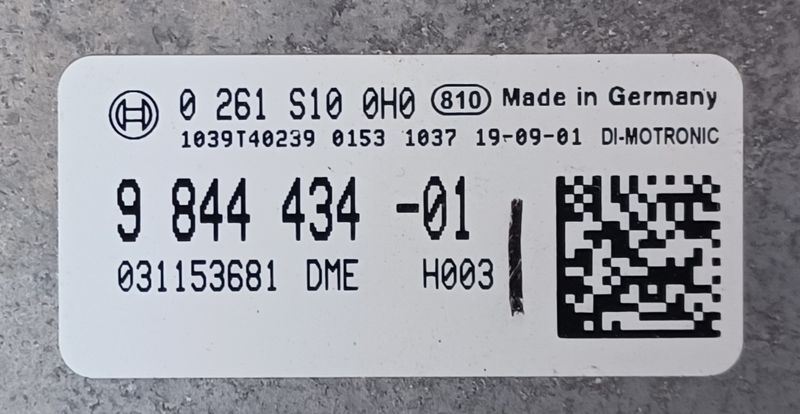 0 261 S10 0H0 810 Made in Germany
1039T40239 0153 1037 19-09-01 DI-MOTRONIC
9 844 434 -01
031153681 DME H003